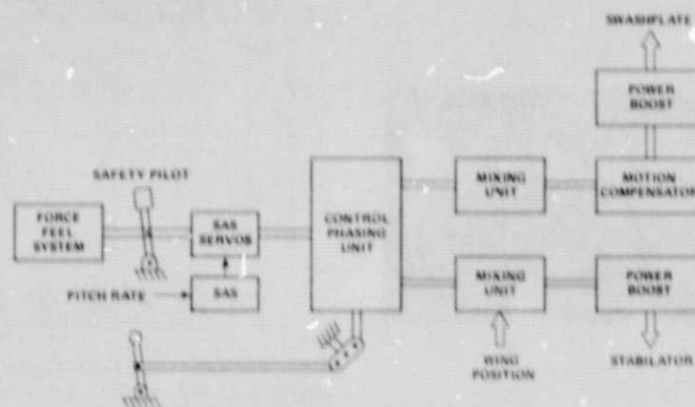 SWASHPLATE
POWER
BOOST
SAFETY PILOT
FORCE
FEEL
SYSTEM
SAS
SERVOS
CONTROL
PHASING
UNIT
MIXING
UNIT
MOTION
COMPENSATOR
PITCH RATE
SAS
MIXING
UNIT
POWER
BOOST
WING
POSITION
STABILATOR